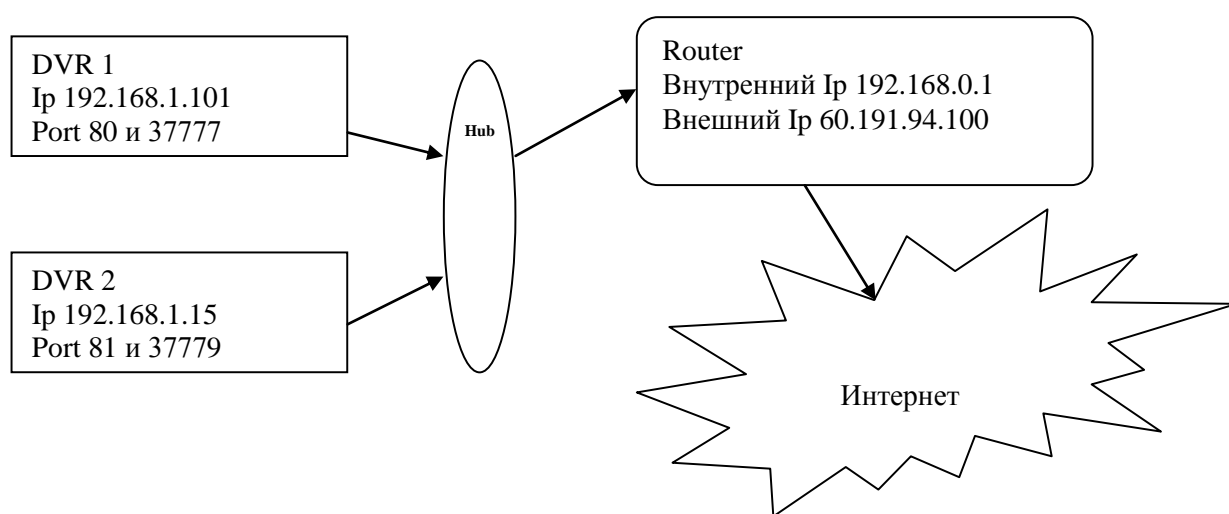 DVR 1
Ip 192.168.1.101
Port 80 и 37777
Hub
Router
Внутренний Ip 192.168.0.1
Внешний Ip 60.191.94.100
DVR 2
Ip 192.168.1.15
Port 81 и 37779
Интернет